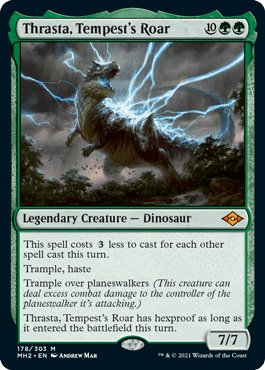 Thrasta, Tempest's Roar 10
Legendary Creature — Dinosaur
This spell costs 3 less to cast for each other
spell cast this turn.
Trample, haste
Trample over planeswalkers (This creature can
deal excess combat damage to the controller of the
planeswalker it's attacking.)
Thrasta, Tempest's Roar has hexproof as long as
it entered the battlefield this turn.
7/7
178/303 M
MH2 • EN Andrew Mar
™ & © 2021 Wizards of the Coast